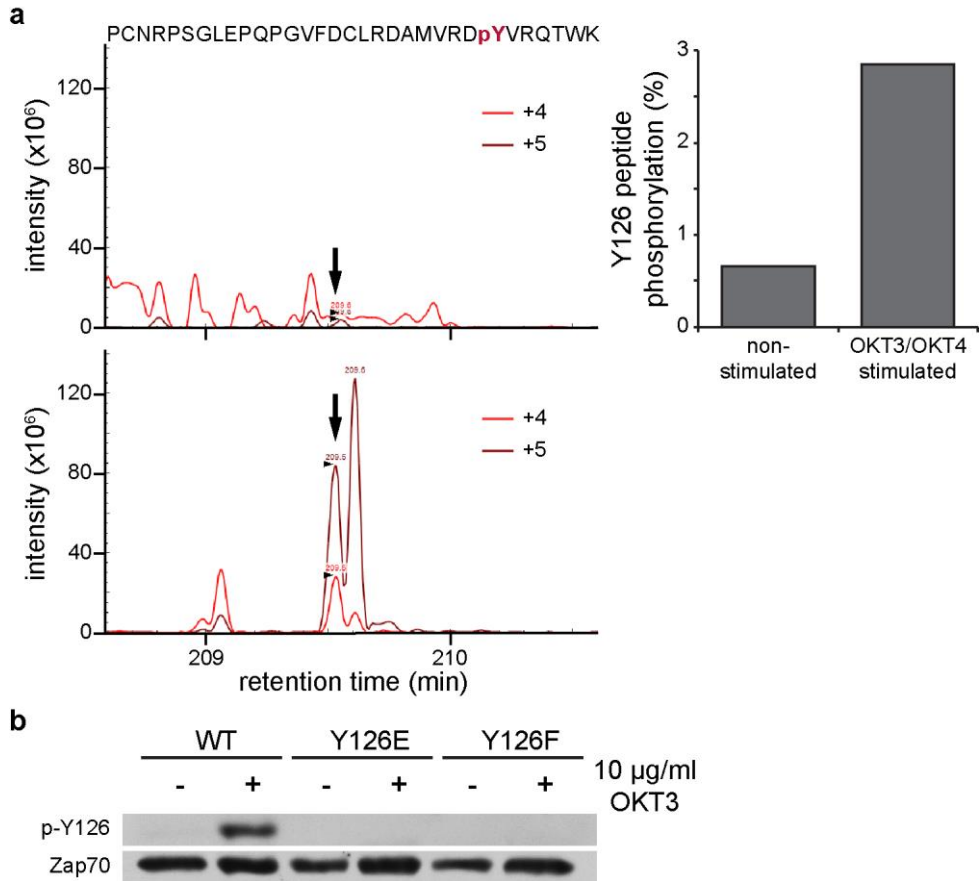 a
PCNRPSGLEPQPGVFDCLRDAMVRDpYVRQTWK
intensity (x10⁶)
120
80
40
0
+4
+5
209.6
intensity (x10⁶)
120
80
40
0
209.6
209.5
209.5
+4
+5
209
210
retention time (min)
Y126 peptide
phosphorylation (%)
3
2
1
0
non-
stimulated
OKT3/OKT4
stimulated
b
WT Y126E Y126F
- + - + - + 10 µg/ml
OKT3
p-Y126
Zap70